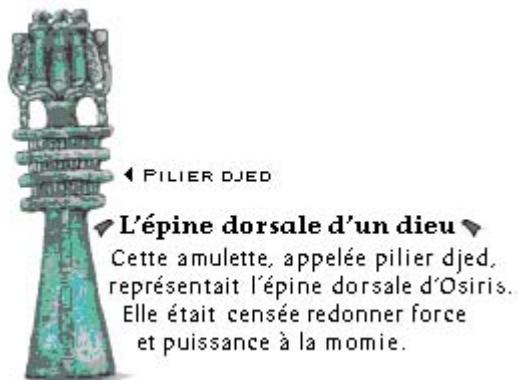 PILIER DJED
L'épine dorsale d'un dieu
Cette amulette, appelée pilier djed,
représentait l'épine dorsale d'Osiris.
Elle était censée redonner force
et puissance à la momie.